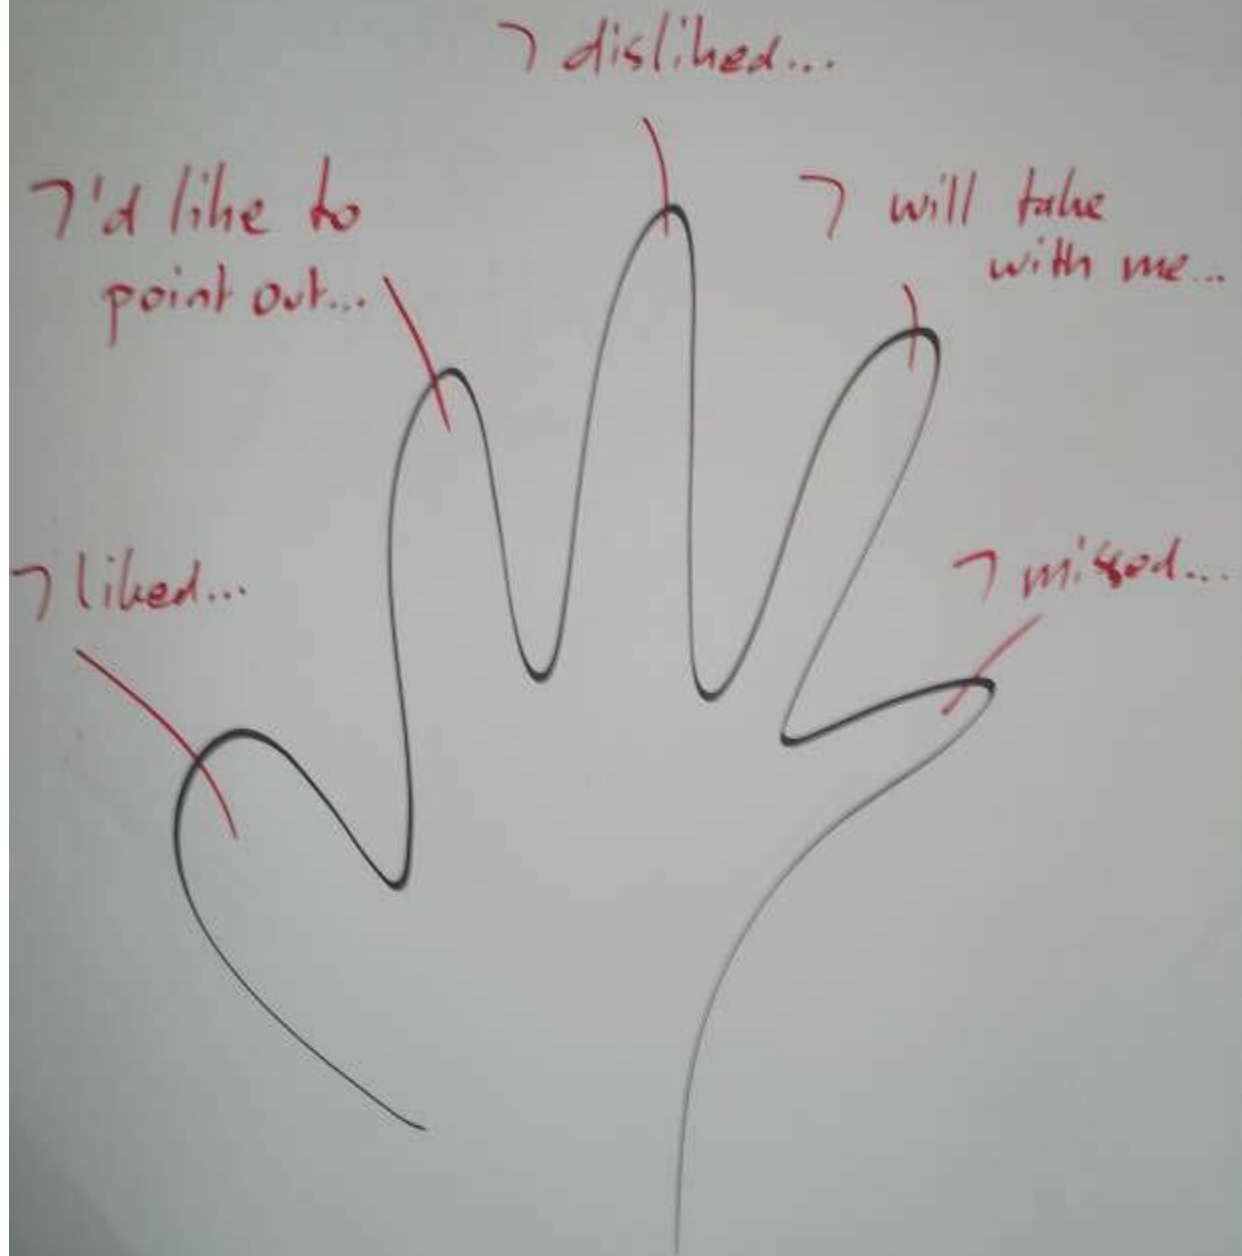 I disliked...
I'd like to
point out...
I will take
with me...
I liked...
I missed...